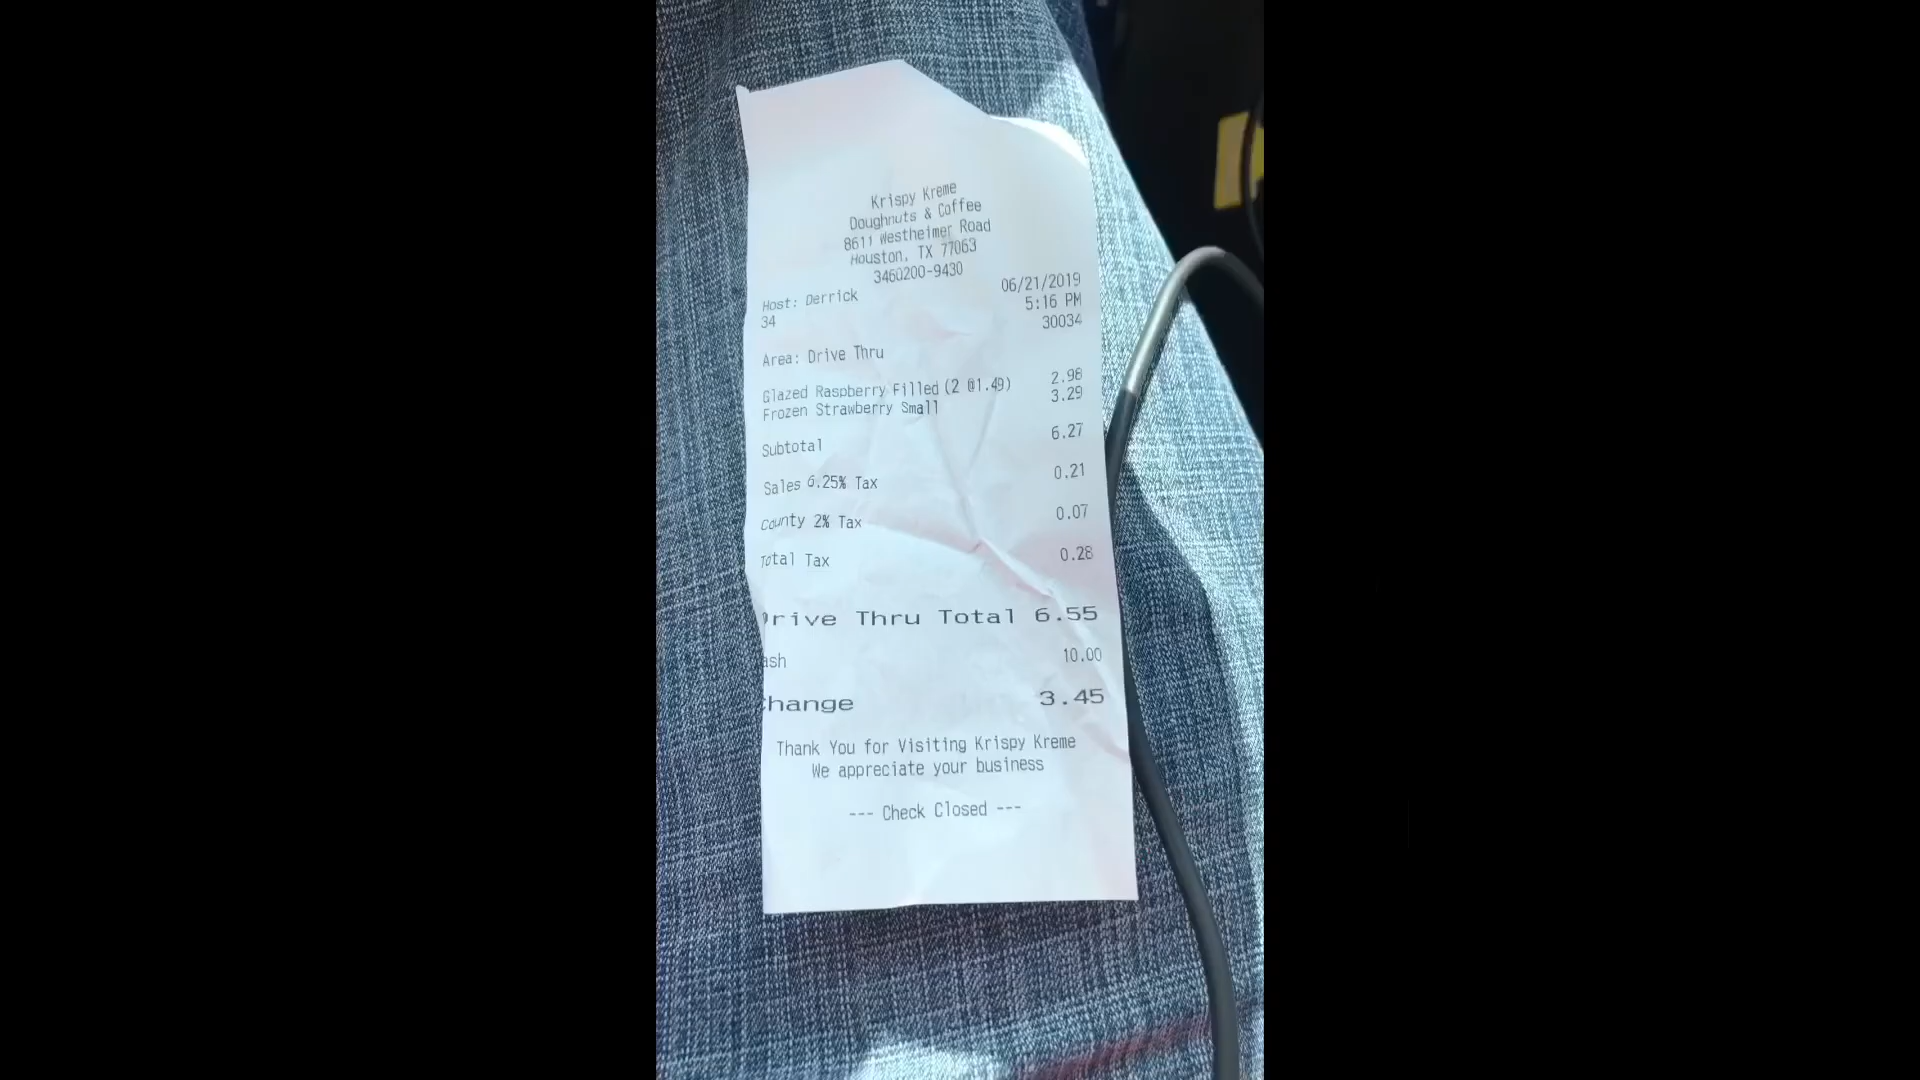 Krispy Kreme
Doughnuts & Coffee
8611 Westheimer Road
Houston, TX 77063
3460200-9430
Host: Derrick 06/21/2019
34 5:16 PM
30034
Area: Drive Thru
Glazed Raspberry Filled (2 @1.49) 2.98
Frozen Strawberry Small 3.29
Subtotal 6.27
Sales 6.25% Tax 0.21
County 2% Tax 0.07
Total Tax 0.28
Drive Thru Total 6.55
ash 10.00
Change 3.45
Thank You for Visiting Krispy Kreme
We appreciate your business
--- Check Closed ---